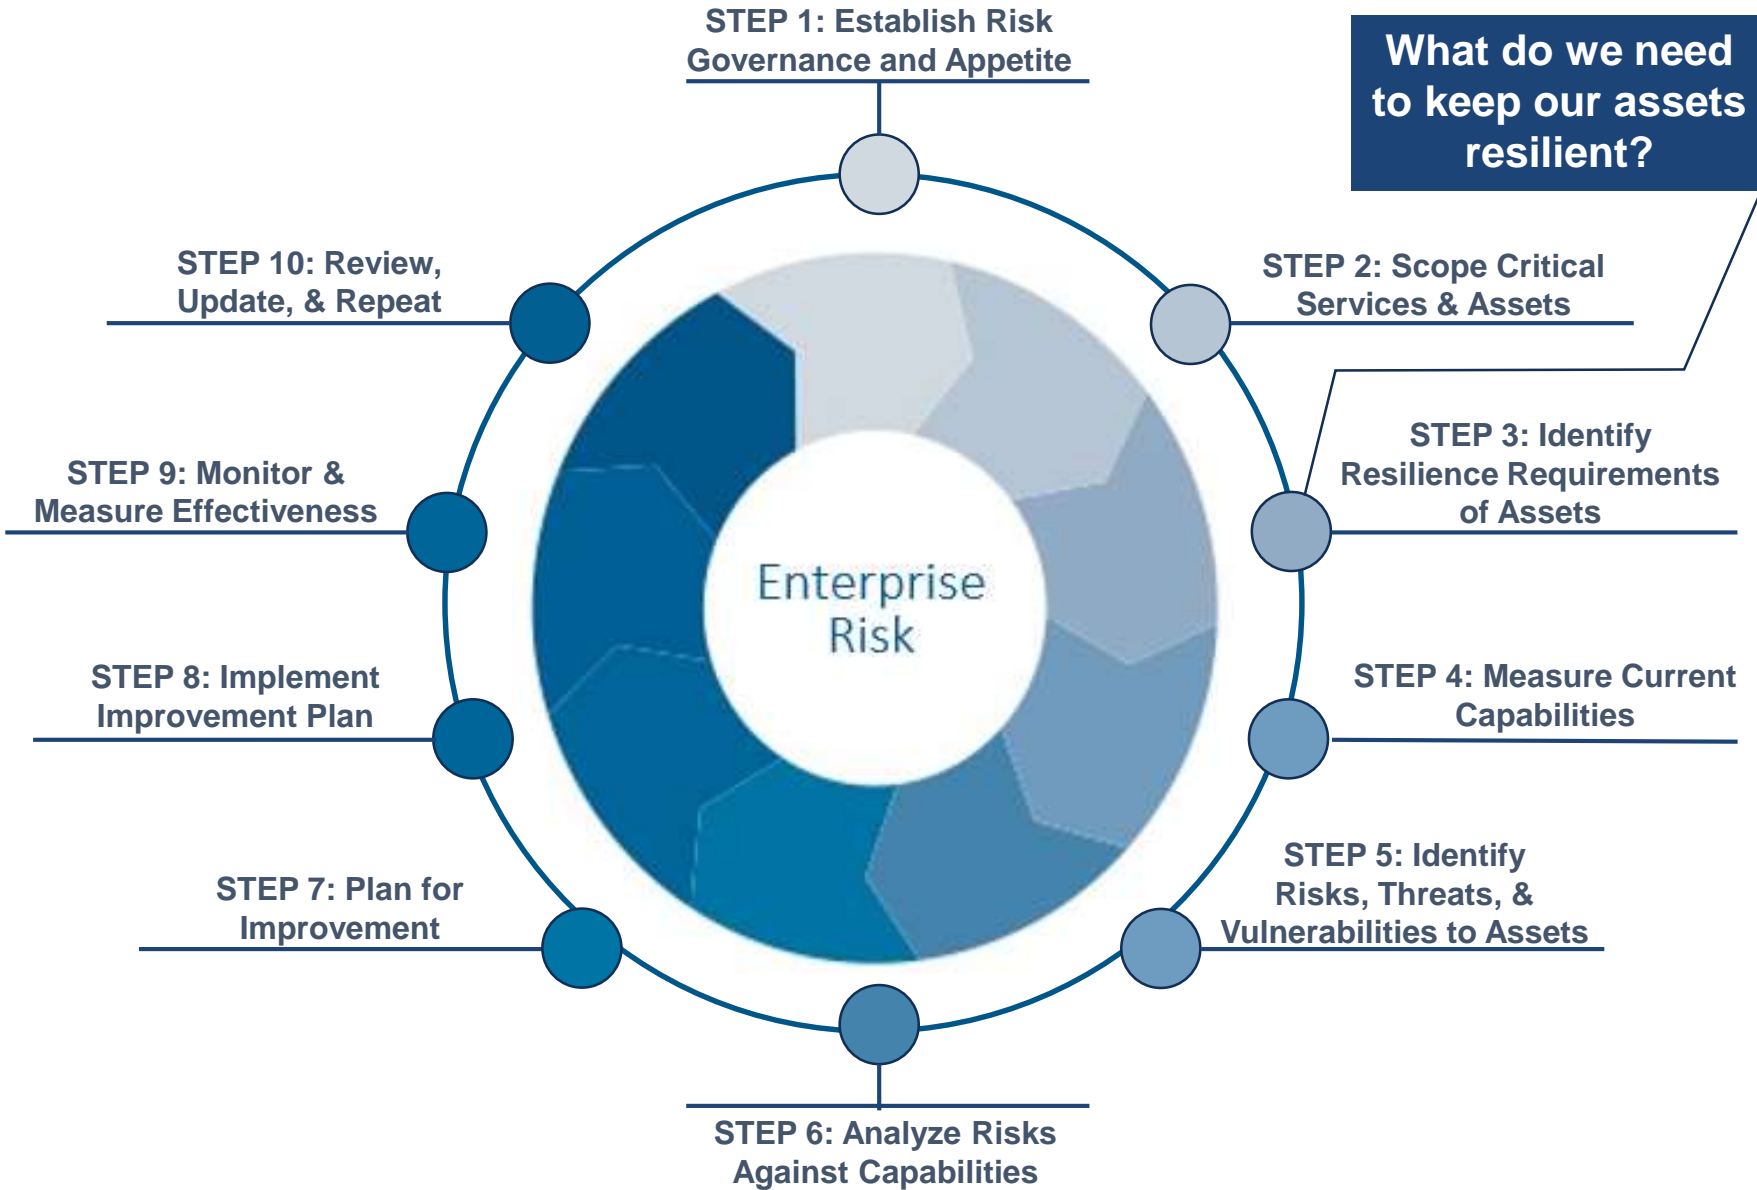 STEP 1: Establish Risk
Governance and Appetite
What do we need
to keep our assets
resilient?
STEP 2: Scope Critical
Services & Assets
STEP 3: Identify
Resilience Requirements
of Assets
STEP 4: Measure Current
Capabilities
STEP 5: Identify
Risks, Threats, &
Vulnerabilities to Assets
STEP 6: Analyze Risks
Against Capabilities
STEP 7: Plan for
Improvement
STEP 8: Implement
Improvement Plan
STEP 9: Monitor &
Measure Effectiveness
STEP 10: Review,
Update, & Repeat
Enterprise
Risk